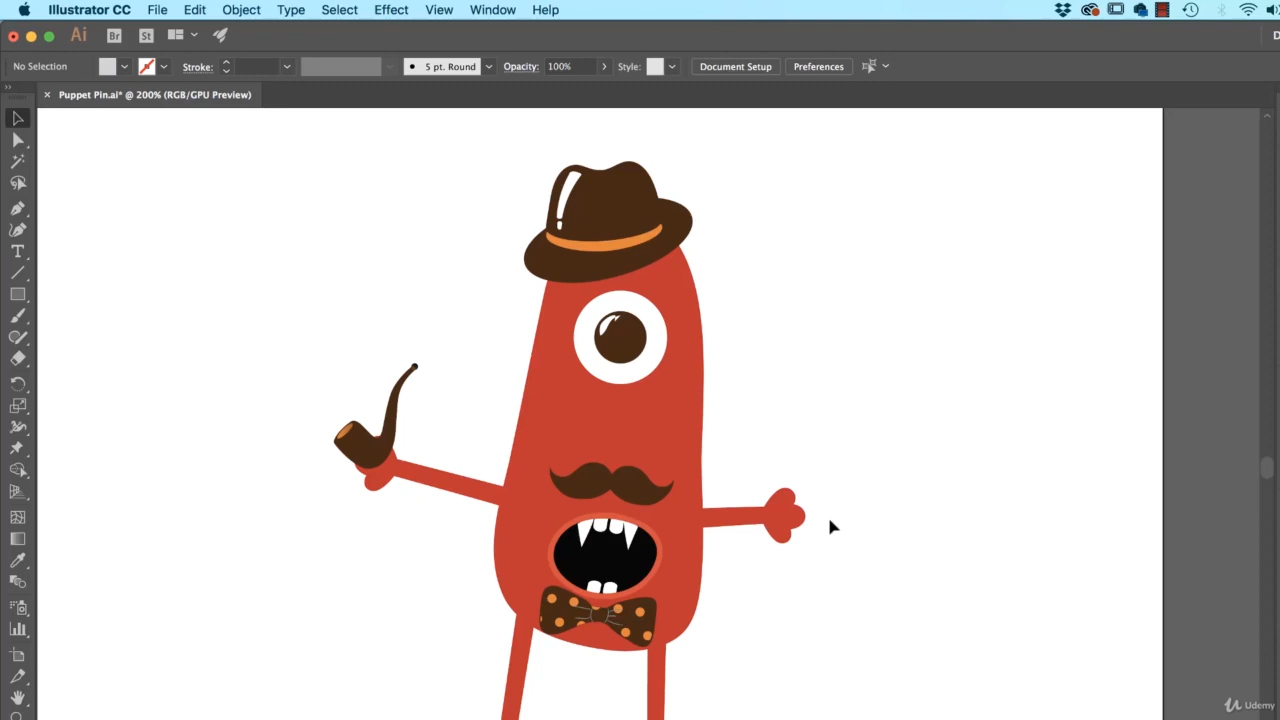 Illustrator CC File Edit Object Type Select Effect View Window Help
Ai Br St
No Selection Stroke: 5 pt. Round Opacity: 100% Style: Document Setup Preferences
× Puppet Pin.ai* @ 200% (RGB/GPU Preview)
Udemy